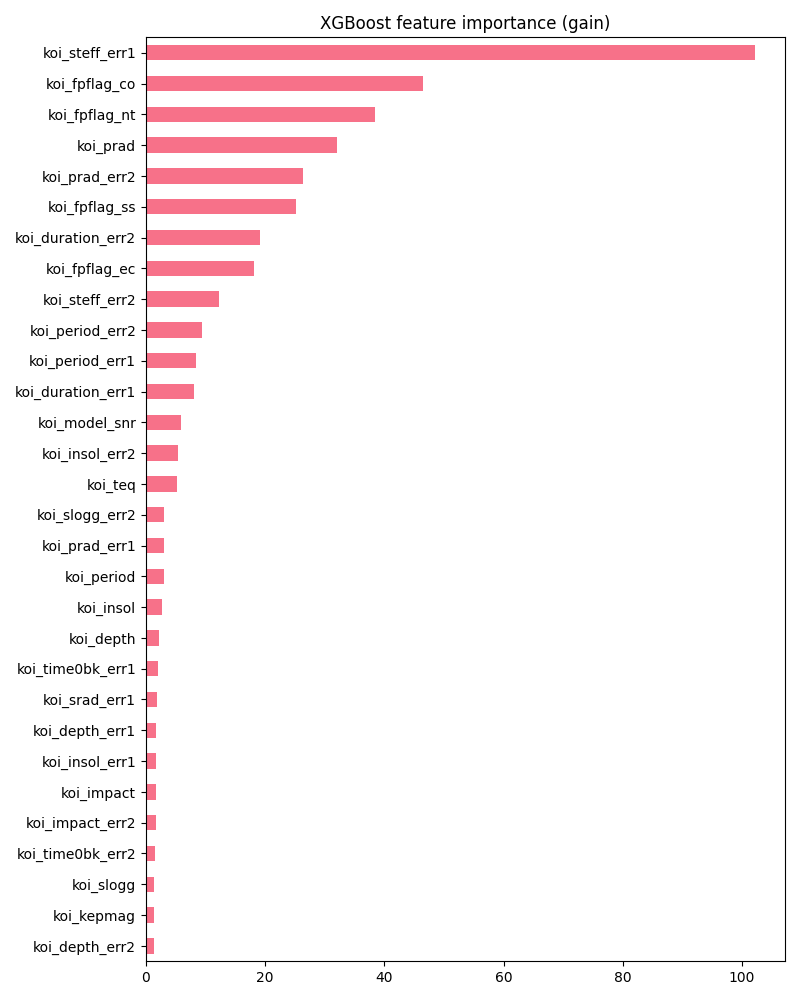 XGBoost feature importance (gain)
koi_steff_err1
koi_fpflag_co
koi_fpflag_nt
koi_prad
koi_prad_err2
koi_fpflag_ss
koi_duration_err2
koi_fpflag_ec
koi_steff_err2
koi_period_err2
koi_period_err1
koi_duration_err1
koi_model_snr
koi_insol_err2
koi_teq
koi_slogg_err2
koi_prad_err1
koi_period
koi_insol
koi_depth
koi_time0bk_err1
koi_srad_err1
koi_depth_err1
koi_insol_err1
koi_impact
koi_impact_err2
koi_time0bk_err2
koi_slogg
koi_kepmag
koi_depth_err2
0 20 40 60 80 100